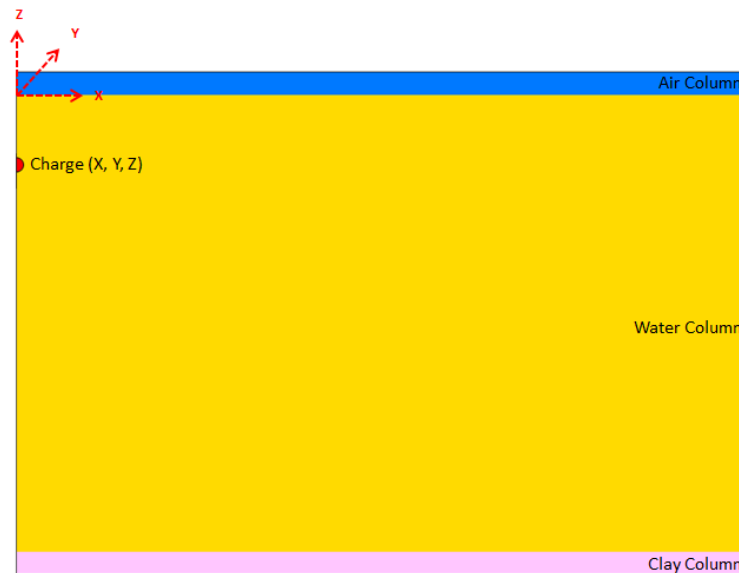 Z
Y
X
Air Column
Charge (X, Y, Z)
Water Column
Clay Column